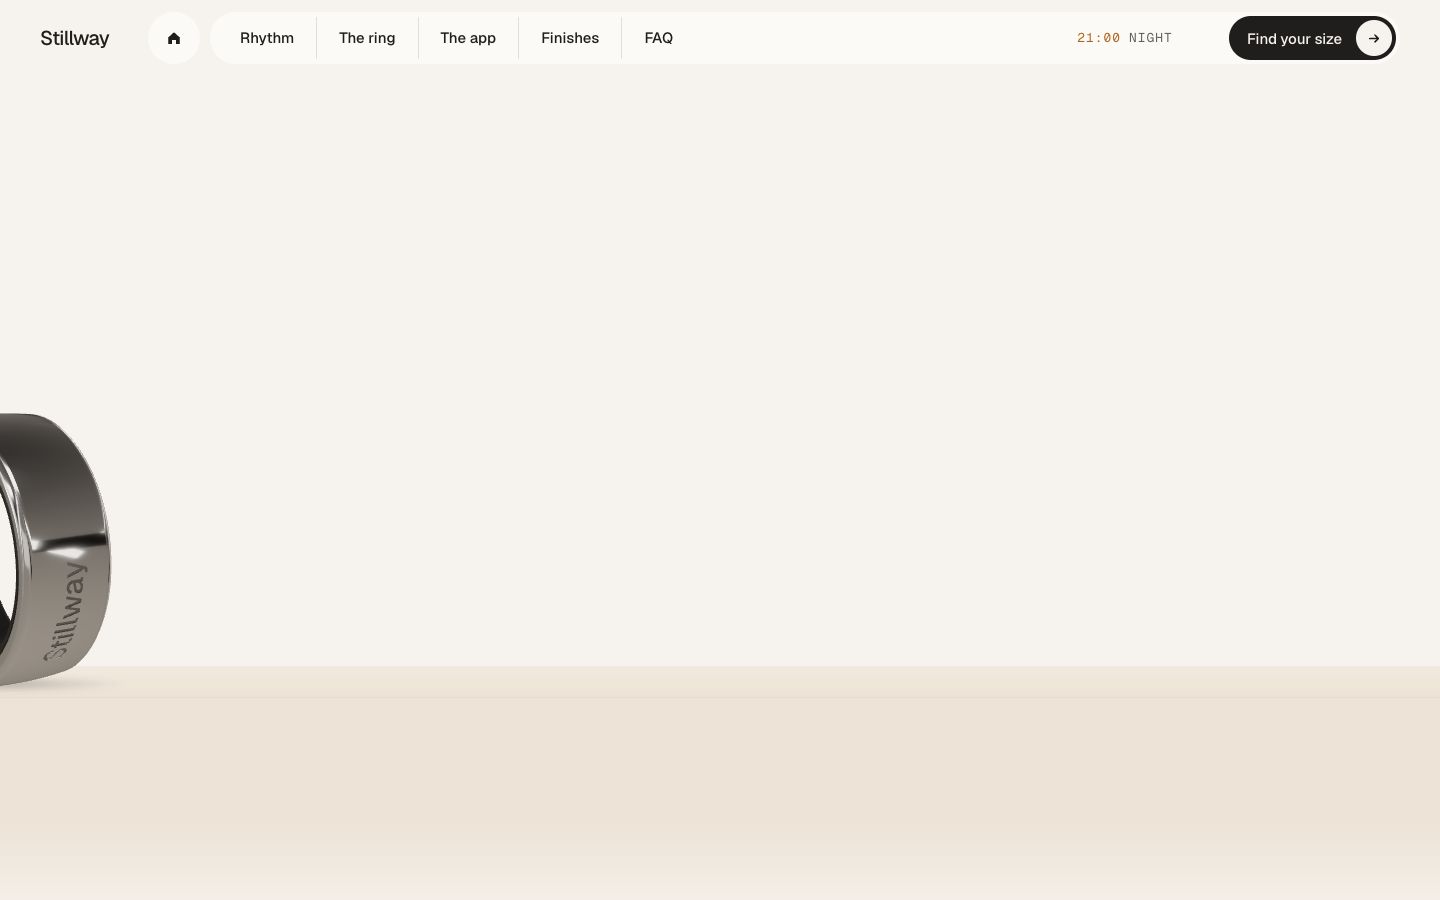 Stillway
Rhythm
The ring
The app
Finishes
FAQ
21:00 NIGHT
Find your size
Stillway